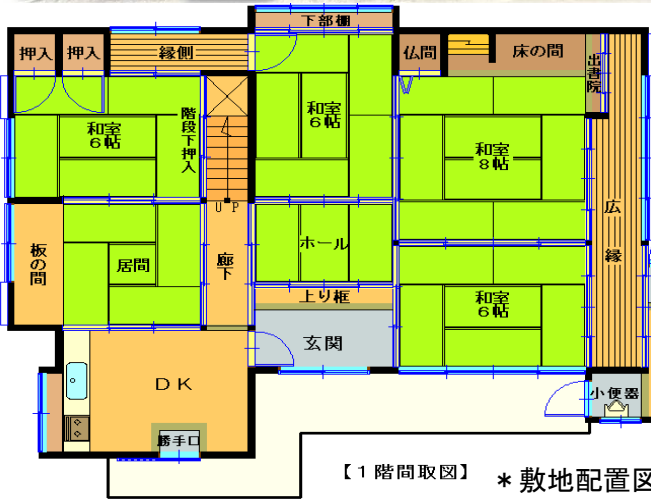 下部棚
押入
押入
縁側
仏間
床の間
出書院
和室
6帖
階段下押入
和室
6帖
和室
8帖
UP
広縁
板の間
居間
廊下
ホール
上り框
和室
6帖
玄関
DK
小便器
勝手口
【1階間取図】
*敷地配置図